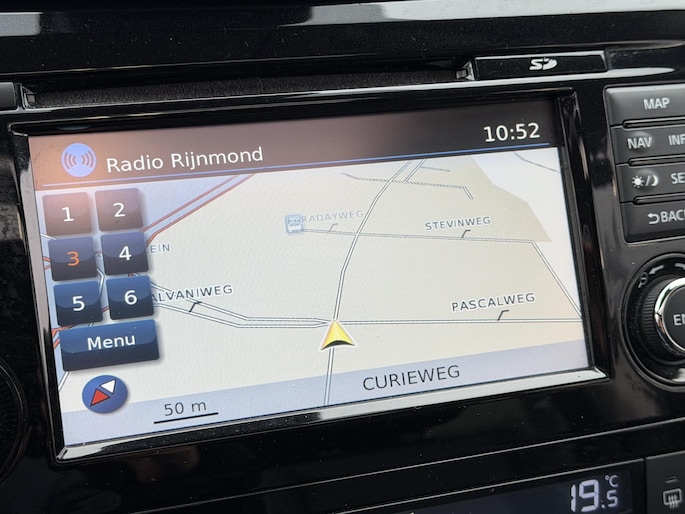 SD
MAP
10:52
Radio Rijnmond
NAV
1
2
RADAYWEG
STEVINWEG
BACK
3
4
EIN
5
6
ALVANIWEG
PASCALWEG
Menu
CURIEWEG
50 m
19.5 °C